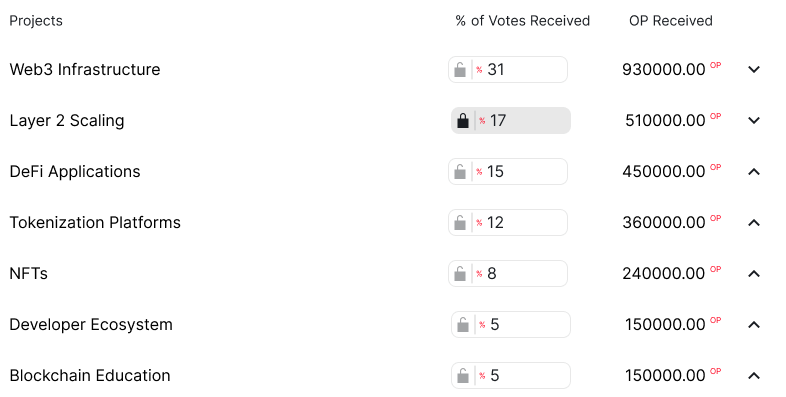 Projects % of Votes Received OP Received
Web3 Infrastructure % 31 930000.00 OP
Layer 2 Scaling % 17 510000.00 OP
DeFi Applications % 15 450000.00 OP
Tokenization Platforms % 12 360000.00 OP
NFTs % 8 240000.00 OP
Developer Ecosystem % 5 150000.00 OP
Blockchain Education % 5 150000.00 OP